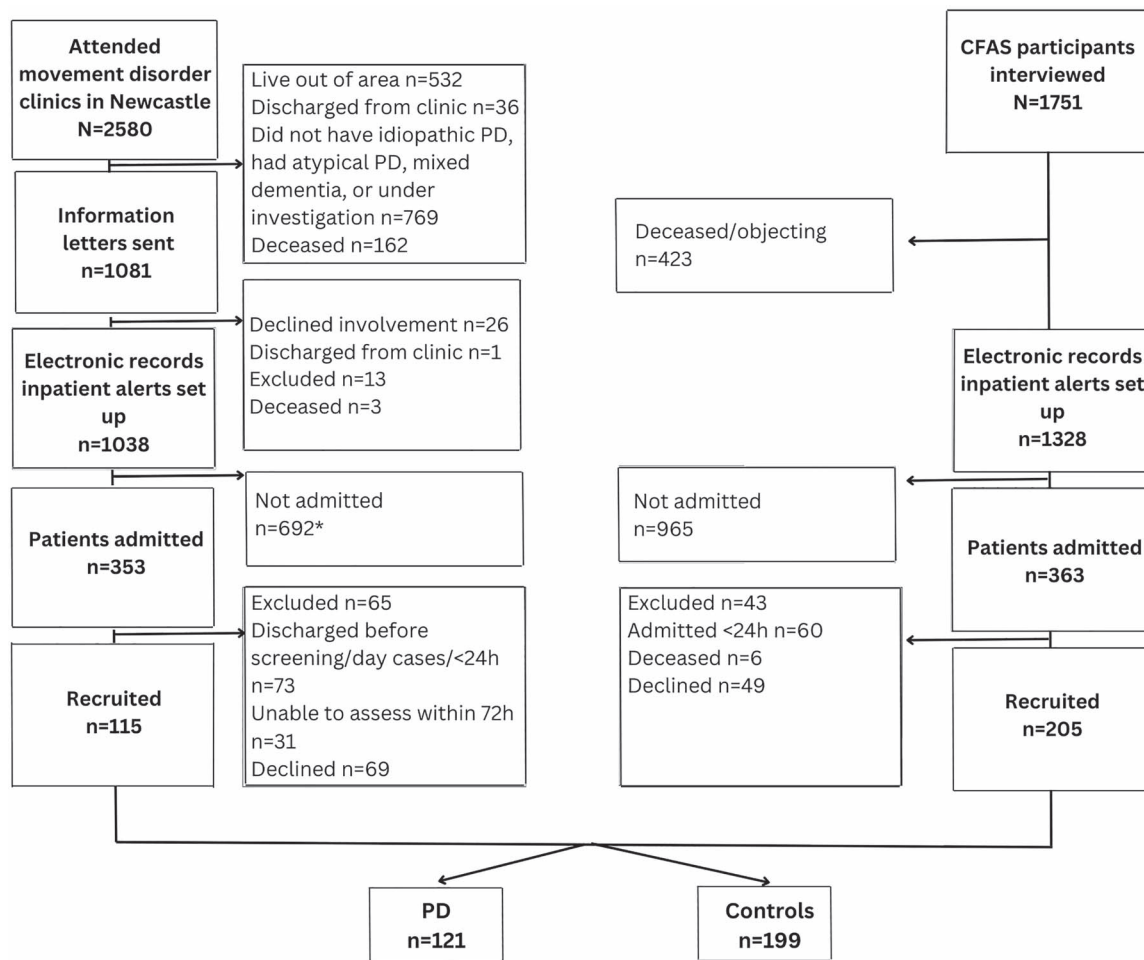 Attended
movement disorder
clinics in Newcastle
N=2580
Live out of area n=532
Discharged from clinic n=36
Did not have idiopathic PD,
had atypical PD, mixed
dementia, or under
investigation n=769
Deceased n=162
Information
letters sent
n=1081
Declined involvement n=26
Discharged from clinic n=1
Excluded n=13
Deceased n=3
Electronic records
inpatient alerts set
up
n=1038
Not admitted
n=692*
Patients admitted
n=353
Excluded n=65
Discharged before
screening/day cases/<24h
n=73
Unable to assess within 72h
n=31
Declined n=69
Recruited
n=115
CFAS participants
interviewed
N=1751
Deceased/objecting
n=423
Electronic records
inpatient alerts set
up
n=1328
Not admitted
n=965
Patients admitted
n=363
Excluded n=43
Admitted <24h n=60
Deceased n=6
Declined n=49
Recruited
n=205
PD
n=121
Controls
n=199